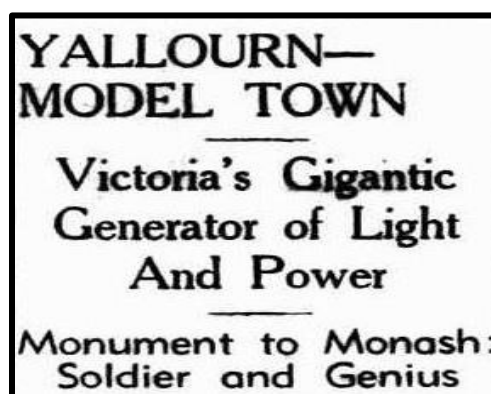 YALLOURN—
MODEL TOWN
Victoria's Gigantic
Generator of Light
And Power
Monument to Monash:
Soldier and Genius